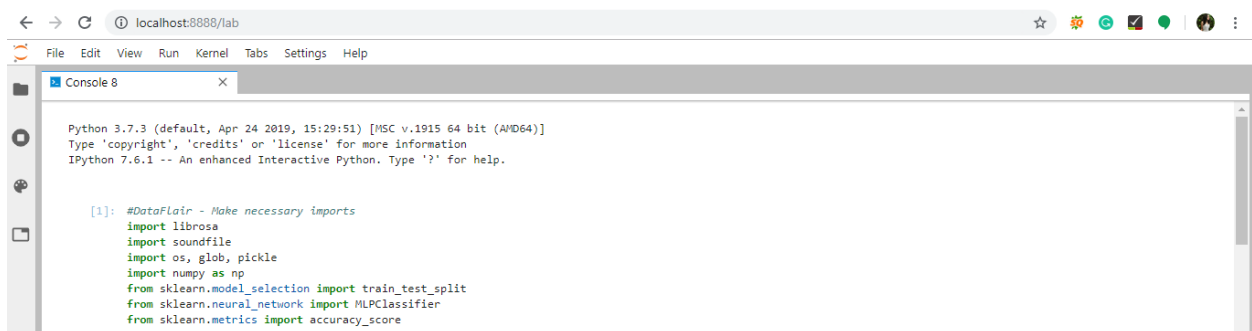 localhost:8888/lab
File Edit View Run Kernel Tabs Settings Help
Console 8
Python 3.7.3 (default, Apr 24 2019, 15:29:51) [MSC v.1915 64 bit (AMD64)]
Type 'copyright', 'credits' or 'license' for more information
IPython 7.6.1 -- An enhanced Interactive Python. Type '?' for help.
[1]: #DataFlair - Make necessary imports
import librosa
import soundfile
import os, glob, pickle
import numpy as np
from sklearn.model_selection import train_test_split
from sklearn.neural_network import MLPClassifier
from sklearn.metrics import accuracy_score